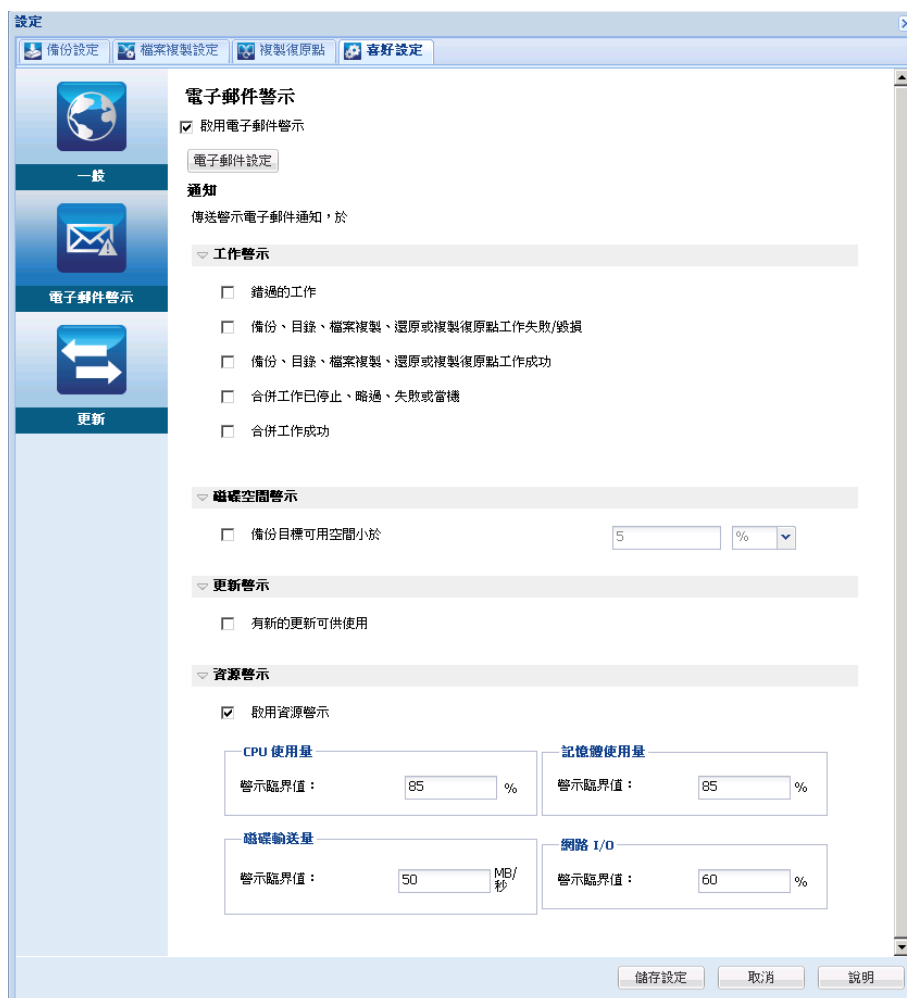 設定
備份設定 檔案複製設定 複製復原點 喜好設定
一般
電子郵件警示
更新
電子郵件警示
啟用電子郵件警示
電子郵件設定
通知
傳送警示電子郵件通知，於
工作警示
錯過的工作
備份、目錄、檔案複製、還原或複製復原點工作失敗/毀損
備份、目錄、檔案複製、還原或複製復原點工作成功
合併工作已停止、略過、失敗或當機
合併工作成功
磁碟空間警示
備份目標可用空間小於 5 %
更新警示
有新的更新可供使用
資源警示
啟用資源警示
CPU 使用量
警示臨界值： 85 %
記憶體使用量
警示臨界值： 85 %
磁碟輸送量
警示臨界值： 50 MB/秒
網路 I/O
警示臨界值： 60 %
儲存設定 取消 說明